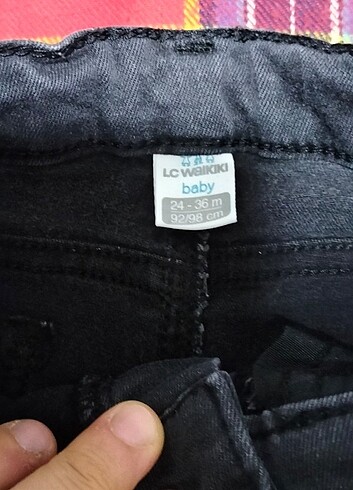 LC WAIKIKI
baby
24 - 36 m
92/98 cm